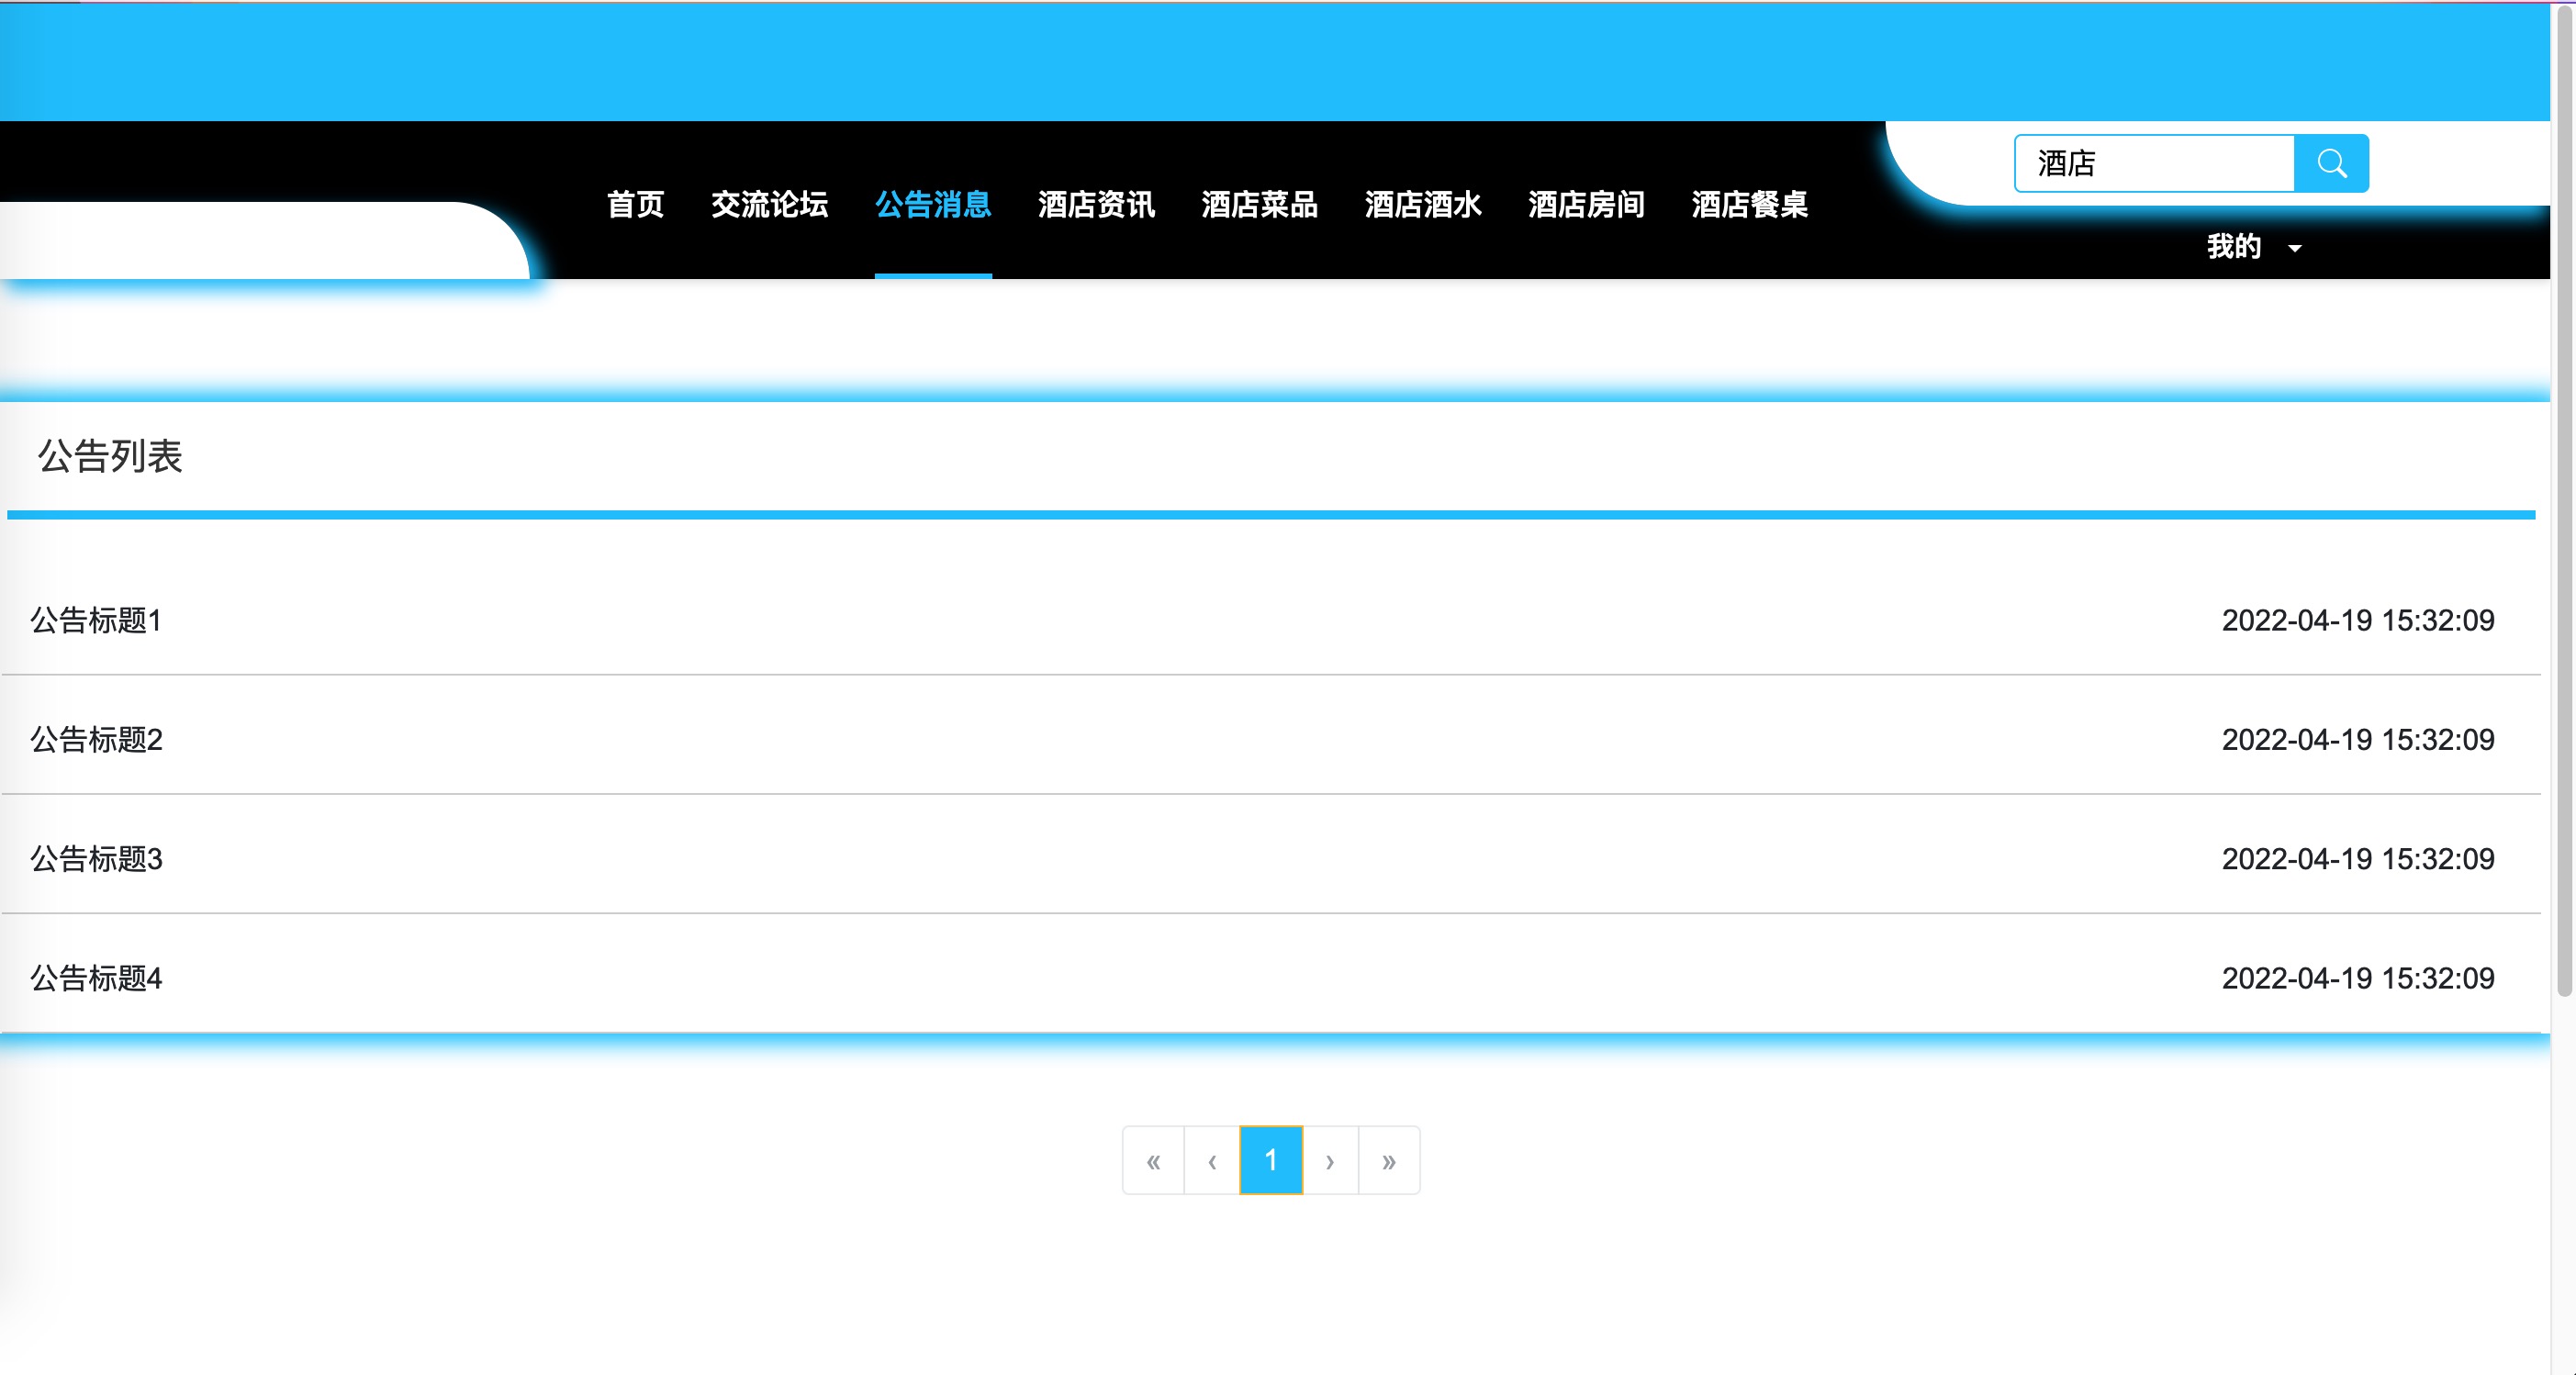 酒店
首页 交流论坛 公告消息 酒店资讯 酒店菜品 酒店酒水 酒店房间 酒店餐桌
我的
公告列表
公告标题1 2022-04-19 15:32:09
公告标题2 2022-04-19 15:32:09
公告标题3 2022-04-19 15:32:09
公告标题4 2022-04-19 15:32:09
« ‹ 1 › »